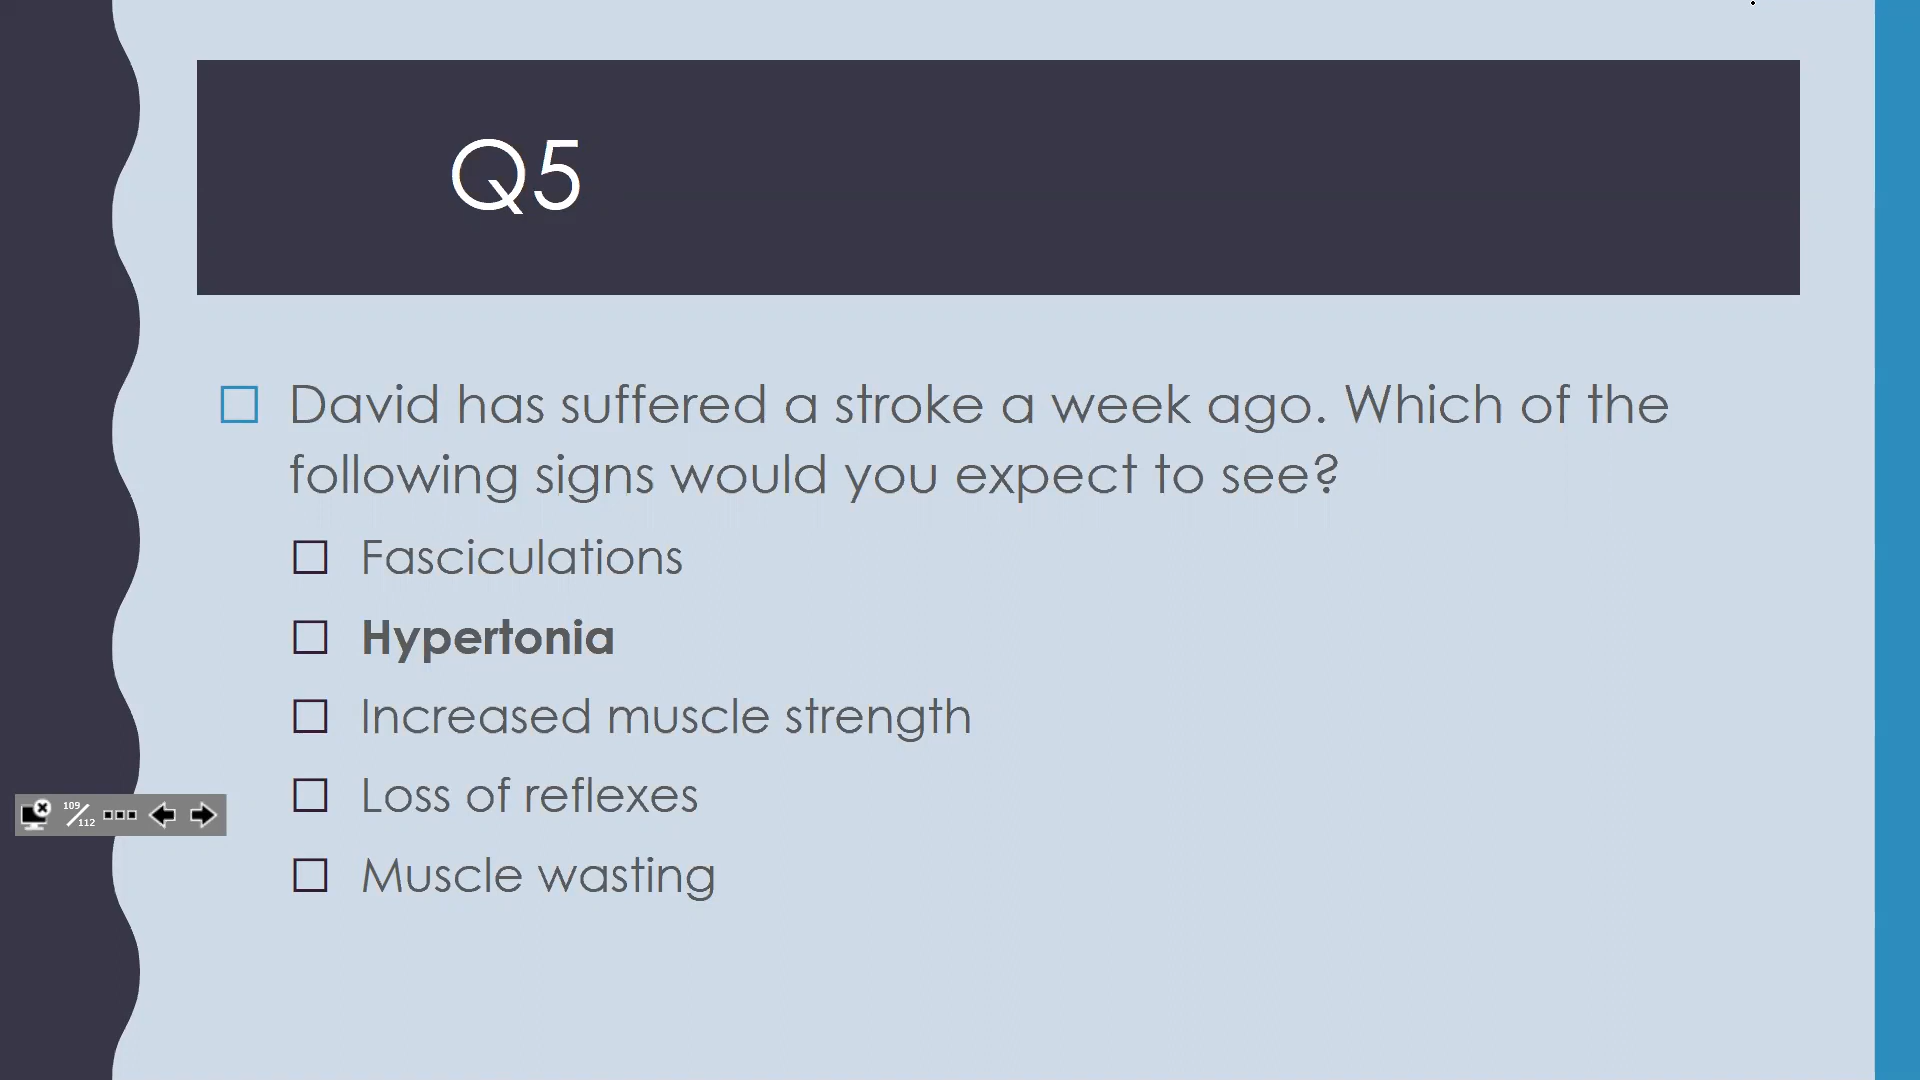 Q5
David has suffered a stroke a week ago. Which of the
following signs would you expect to see?
Fasciculations
Hypertonia
Increased muscle strength
Loss of reflexes
109/112
Muscle wasting